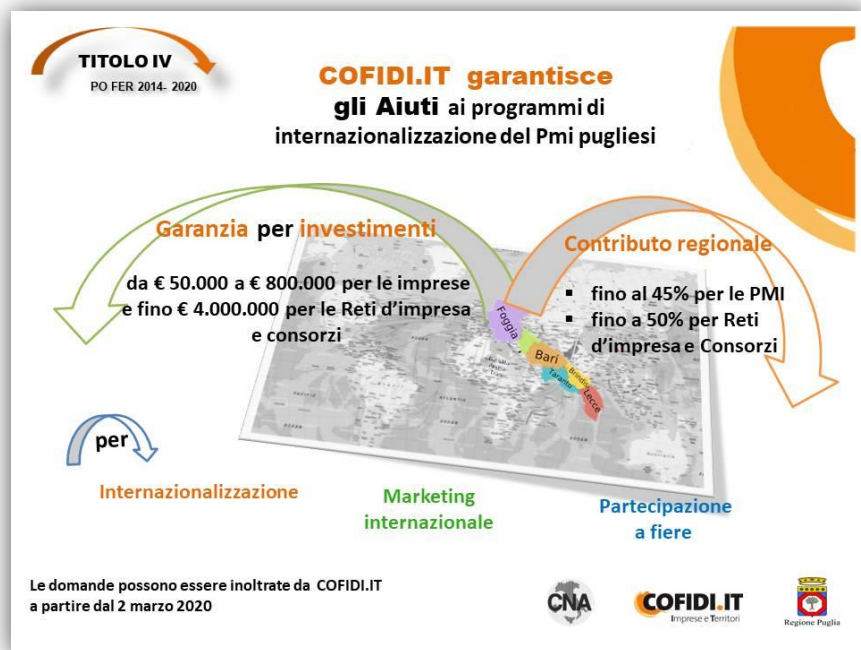 TITOLO IV
PO FER 2014- 2020
COFIDI.IT garantisce
gli Aiuti ai programmi di
internazionalizzazione del Pmi pugliesi
Garanzia per investimenti
da € 50.000 a € 800.000 per le imprese
e fino € 4.000.000 per le Reti d’impresa
e consorzi
Contributo regionale
▪ fino al 45% per le PMI
▪ fino a 50% per Reti
d’impresa e Consorzi
Foggia
Bari
Taranto
Brindisi
Lecce
per
Internazionalizzazione
Marketing
internazionale
Partecipazione
a fiere
Le domande possono essere inoltrate da COFIDI.IT
a partire dal 2 marzo 2020
CNA
COFIDI.IT
Imprese e Territori
Regione Puglia